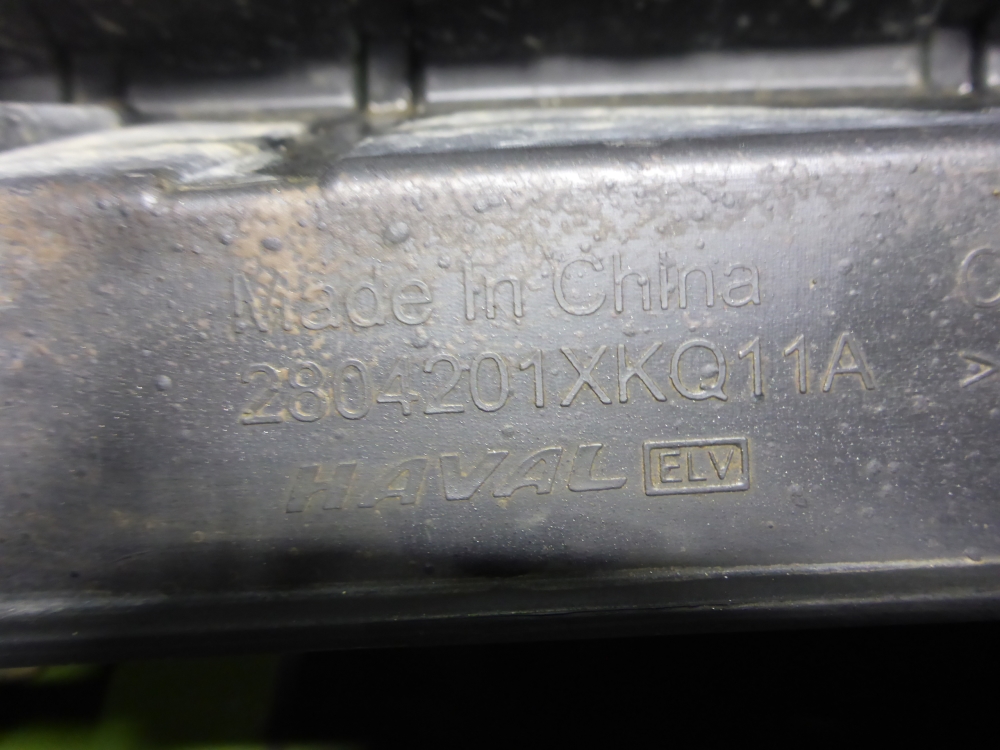 Made In China
2804201XKQ11A
HAVAL ELV